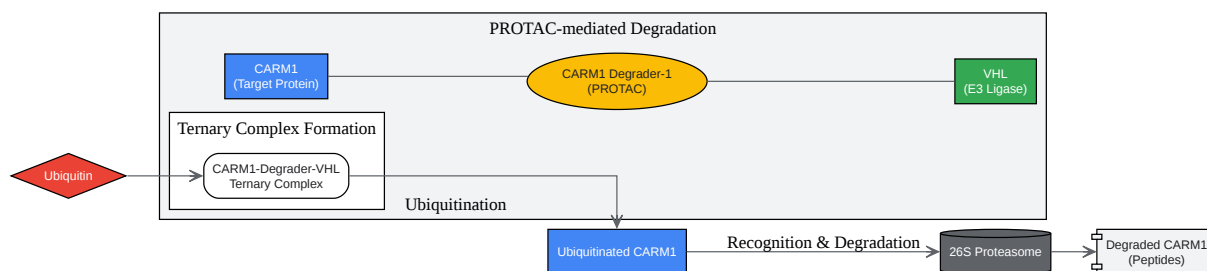 PROTAC-mediated Degradation
CARM1
(Target Protein)
CARM1 Degrader-1
(PROTAC)
VHL
(E3 Ligase)
Ternary Complex Formation
Ubiquitin
CARM1-Degrader-VHL
Ternary Complex
Ubiquitination
Ubiquitinated CARM1
Recognition & Degradation
26S Proteasome
Degraded CARM1
(Peptides)